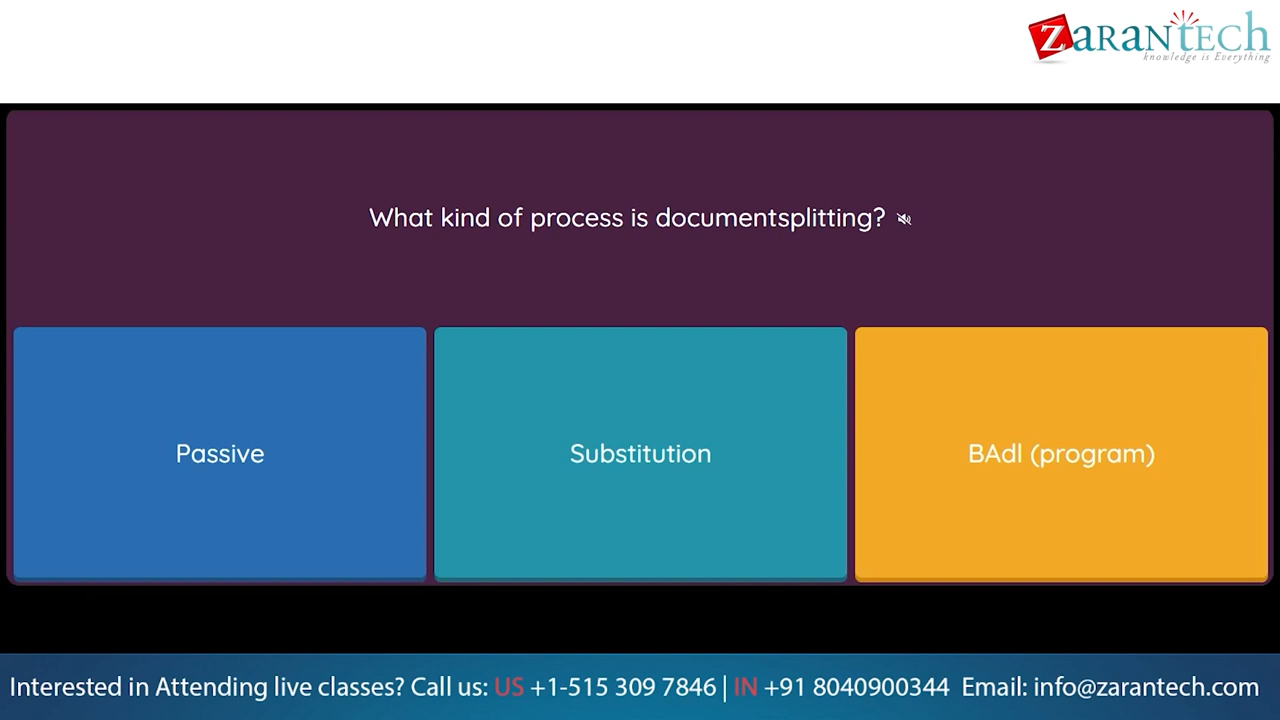 ZARANTECH
knowledge is Everything
What kind of process is documentsplitting?
Passive
Substitution
BAdl (program)
Interested in Attending live classes? Call us: US +1-515 309 7846 | IN +91 8040900344 Email: info@zarantech.com